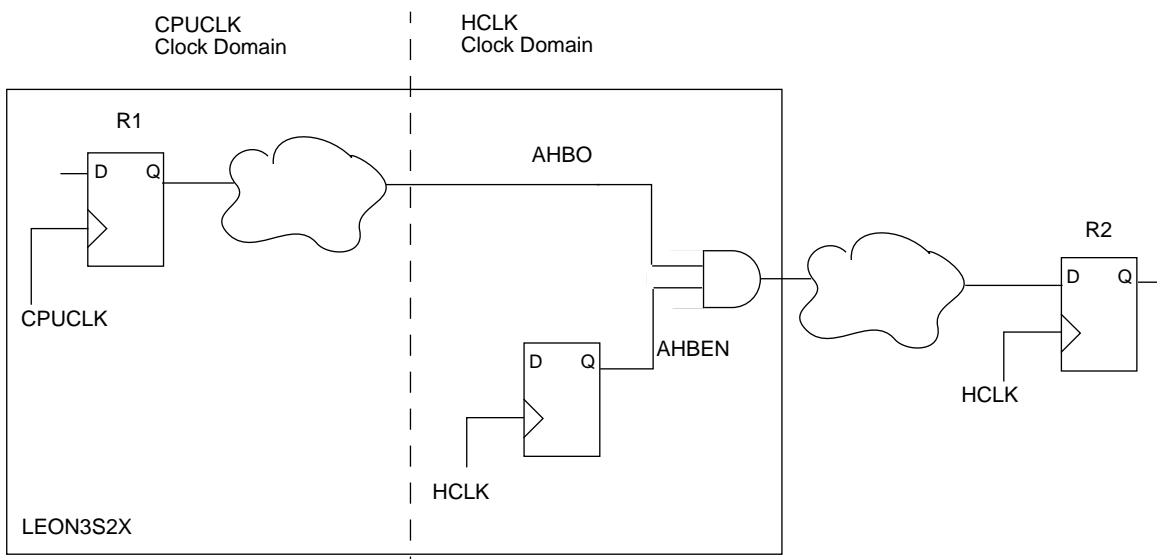 CPUCLK
Clock Domain
HCLK
Clock Domain
R1
D Q
CPUCLK
AHBO
D Q
AHBEN
HCLK
R2
D Q
HCLK
LEON3S2X